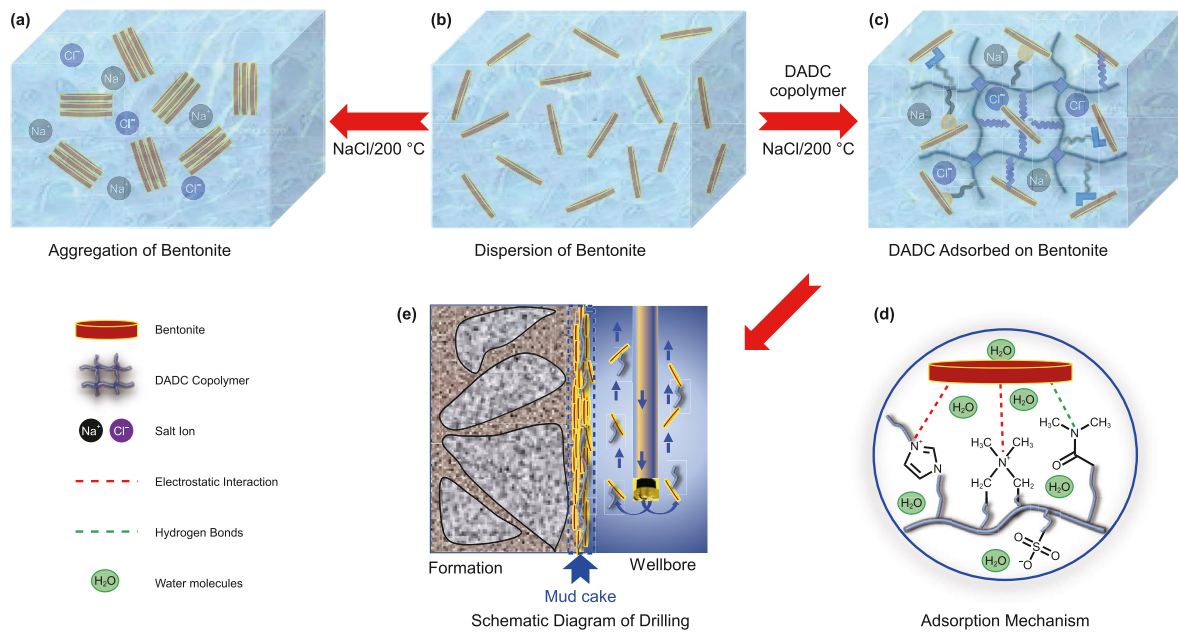 (a)
Cl⁻
Na⁺
Cl⁻
Na⁺
Na⁺
Na⁺
Cl⁻
Aggregation of Bentonite
NaCl/200 °C
(b)
Dispersion of Bentonite
DADC
copolymer
NaCl/200 °C
(c)
Na⁺
Cl⁻
Cl⁻
Na⁺
Cl⁻
Na⁺
DADC Adsorbed on Bentonite
Bentonite
DADC Copolymer
Na⁺ Cl⁻ Salt Ion
Electrostatic Interaction
Hydrogen Bonds
H₂O Water molecules
(e)
Formation
Wellbore
Mud cake
Schematic Diagram of Drilling
(d)
H₂O
H₂O
H₂O
H₂O
H₂O
H₂O
H₂O
N⁺
N
H₃C CH₃
N⁺
H₂C CH₂
H₃C CH₃
N
O
S
O
O
⁻O
Adsorption Mechanism